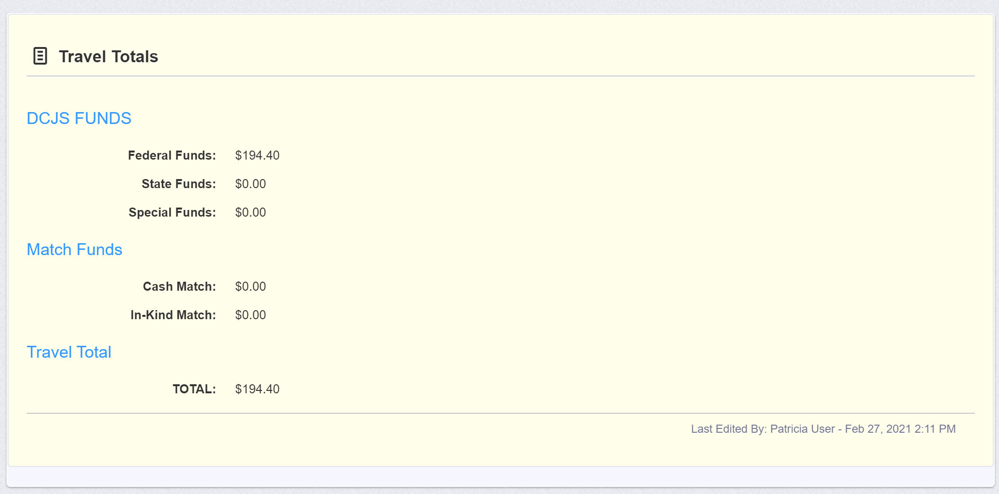 Travel Totals
DCJS FUNDS
Federal Funds: $194.40
State Funds: $0.00
Special Funds: $0.00
Match Funds
Cash Match: $0.00
In-Kind Match: $0.00
Travel Total
TOTAL: $194.40
Last Edited By: Patricia User - Feb 27, 2021 2:11 PM